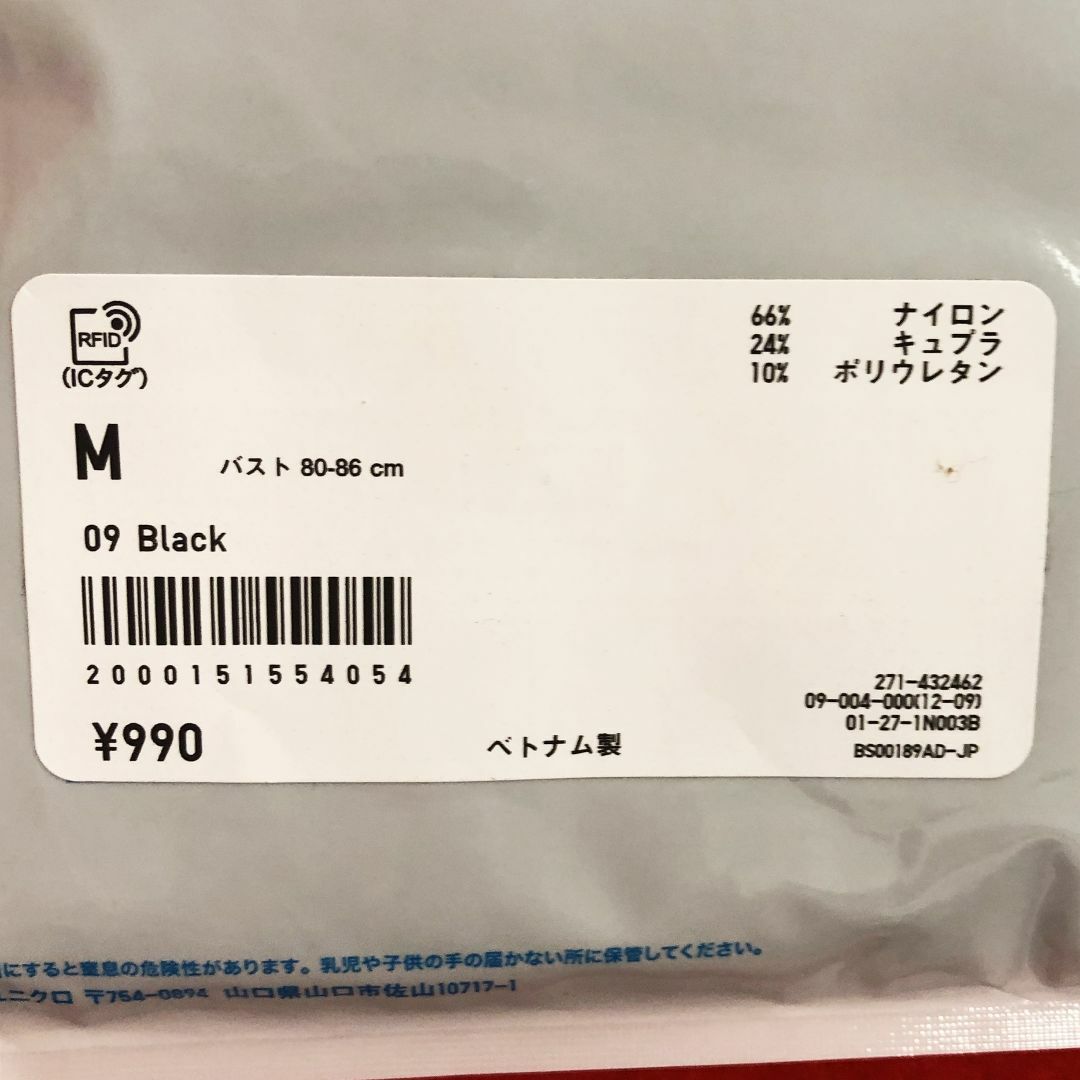 RFID
(ICタグ)
66% ナイロン
24% キュプラ
10% ポリウレタン
M バスト 80-86 cm
09 Black
2000151554054
¥990
ベトナム製
271-432462
09-004-000(12-09)
01-27-1N003B
BS00189AD-JP
にすると窒息の危険性があります。乳児や子供の手の届かない所に保管してください。
ニクロ 〒754-0894 山口県山口市佐山10717-1